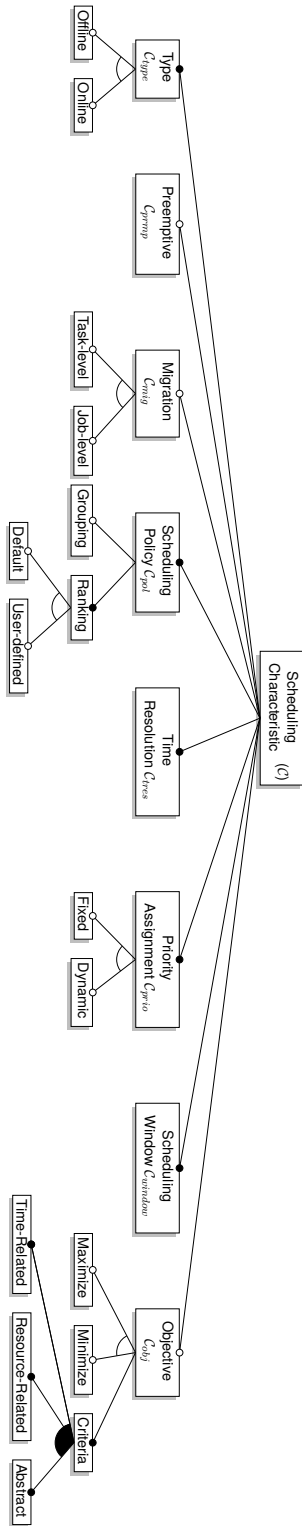 Scheduling
Characteristic (C)
Type
C_type
Preemptive
C_prmp
Migration
C_mig
Scheduling
Policy C_pol
Time
Resolution C_tres
Priority
Assignment C_prio
Scheduling
Window C_window
Objective
C_obj
Offline
Online
Task-level
Job-level
Grouping
Ranking
Fixed
Dynamic
Maximize
Minimize
Criteria
Default
User-defined
Time-Related
Resource-Related
Abstract